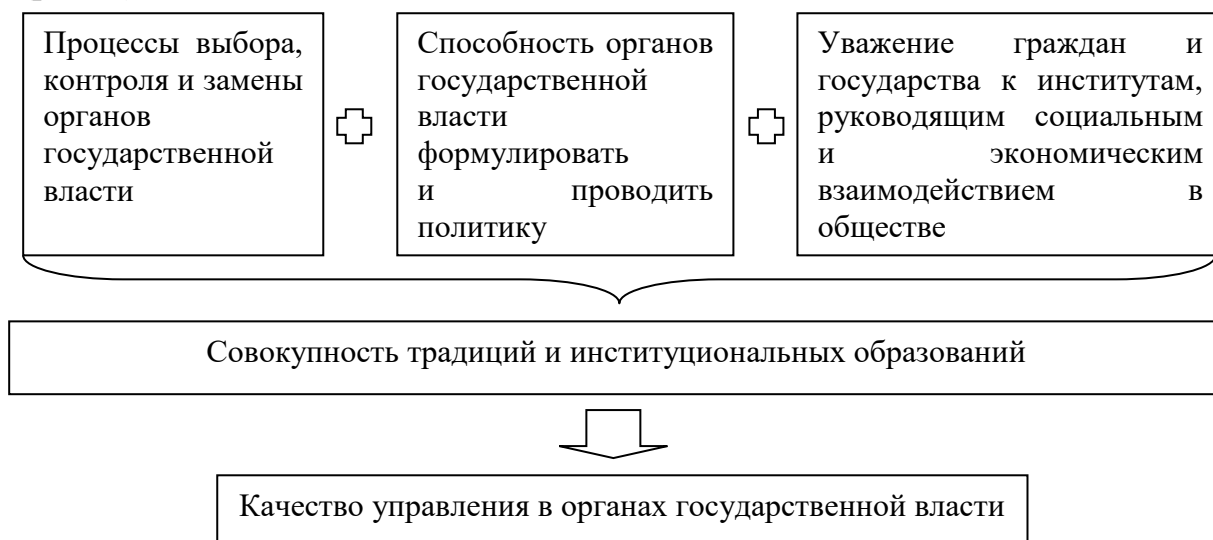 Процессы выбора,
контроля и замены
органов
государственной
власти
Способность органов
государственной
власти
формулировать
и проводить
политику
Уважение граждан и
государства к институтам,
руководящим социальным
и экономическим
взаимодействием в
обществе
Совокупность традиций и институциональных образований
Качество управления в органах государственной власти